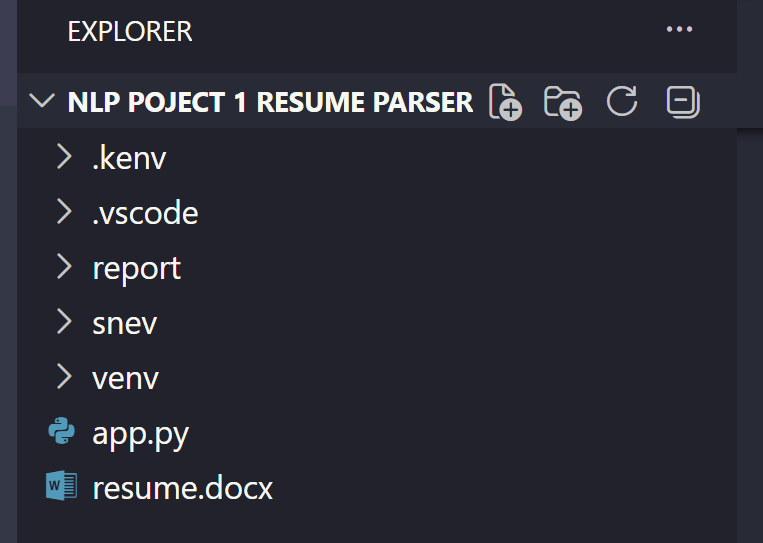 EXPLORER
NLP POJECT 1 RESUME PARSER
.kenv
.vscode
report
snev
venv
app.py
resume.docx